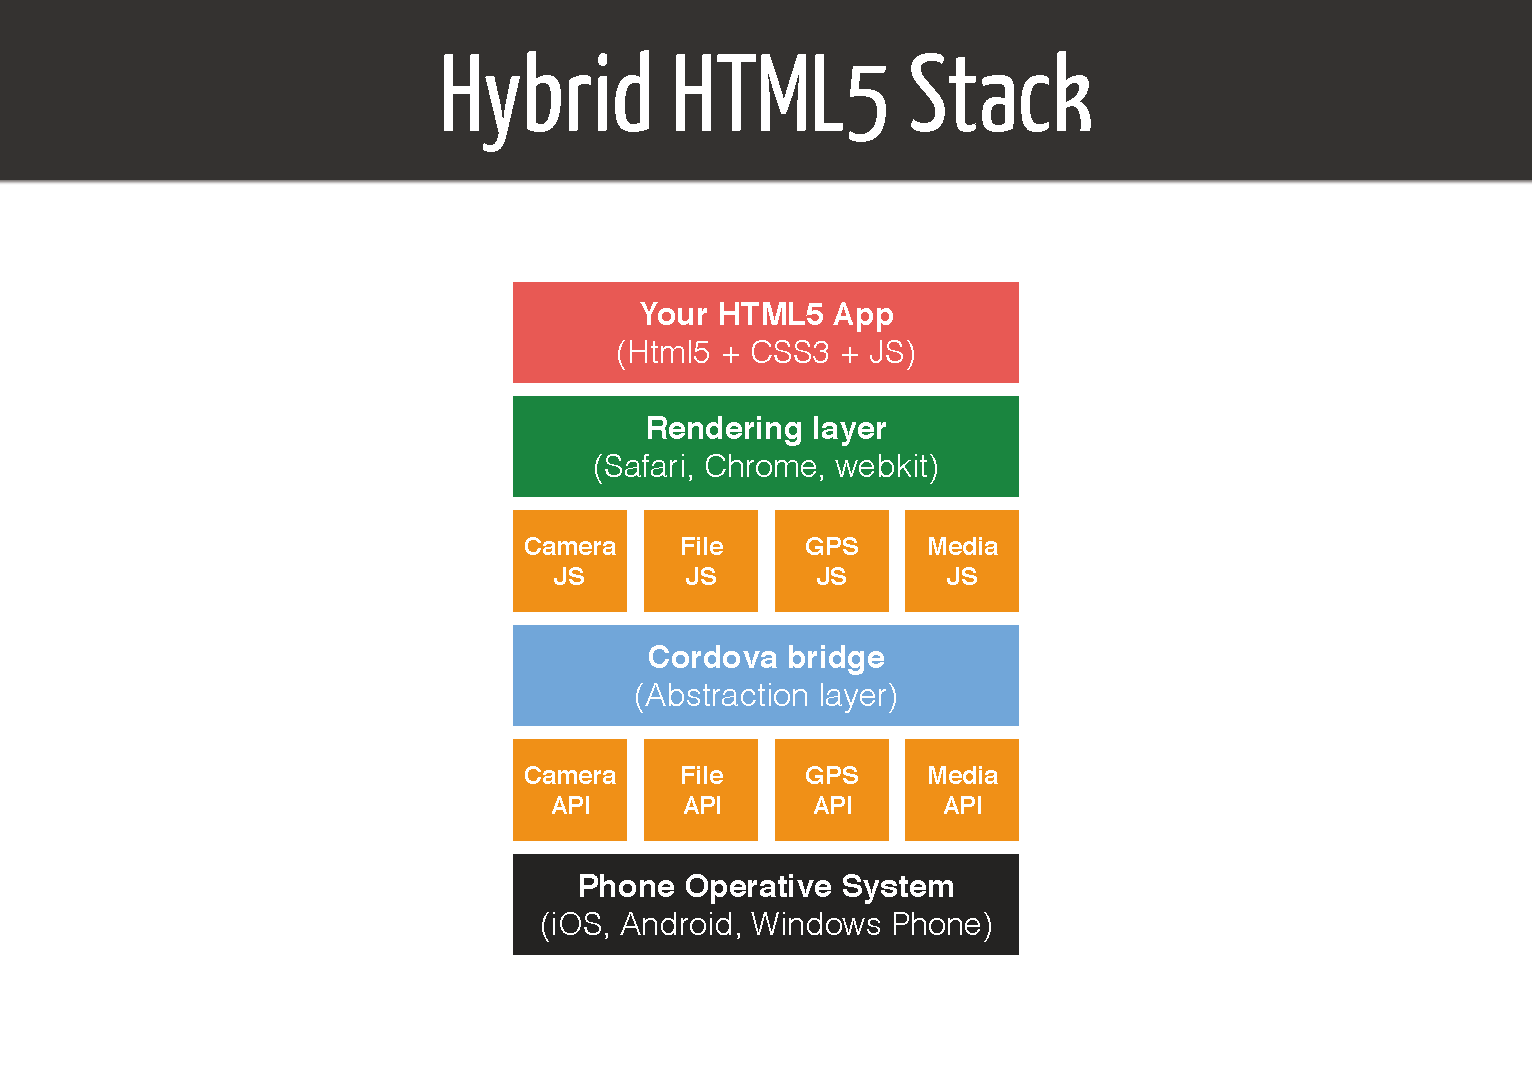 Hybrid HTML5 Stack
Your HTML5 App
(Html5 + CSS3 + JS)
Rendering layer
(Safari, Chrome, webkit)
Camera JS
File JS
GPS JS
Media JS
Cordova bridge
(Abstraction layer)
Camera API
File API
GPS API
Media API
Phone Operative System
(iOS, Android, Windows Phone)